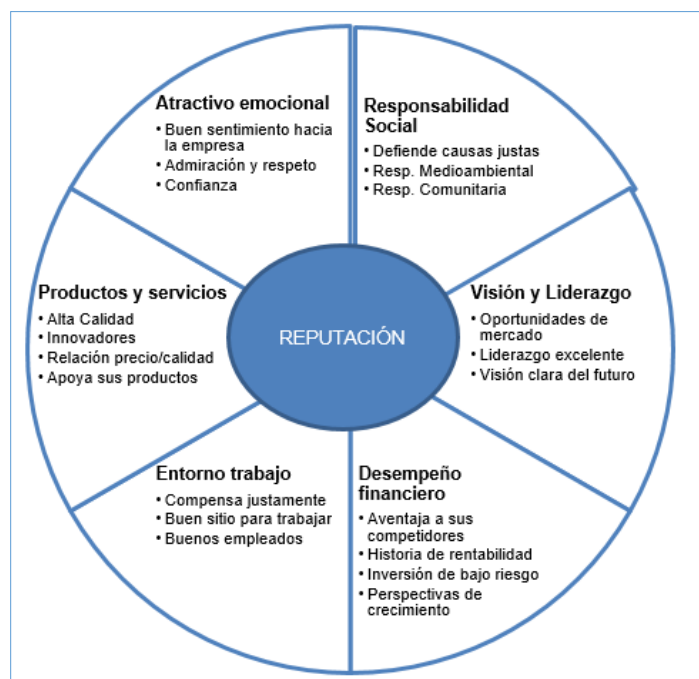 Atractivo emocional
• Buen sentimiento hacia
la empresa
• Admiración y respeto
• Confianza
Responsabilidad
Social
• Defiende causas justas
• Resp. Medioambiental
• Resp. Comunitaria
Productos y servicios
• Alta Calidad
• Innovadores
• Relación precio/calidad
• Apoya sus productos
REPUTACIÓN
Visión y Liderazgo
• Oportunidades de
mercado
• Liderazgo excelente
• Visión clara del futuro
Entorno trabajo
• Compensa justamente
• Buen sitio para trabajar
• Buenos empleados
Desempeño
financiero
• Aventaja a sus
competidores
• Historia de rentabilidad
• Inversión de bajo riesgo
• Perspectivas de
crecimiento